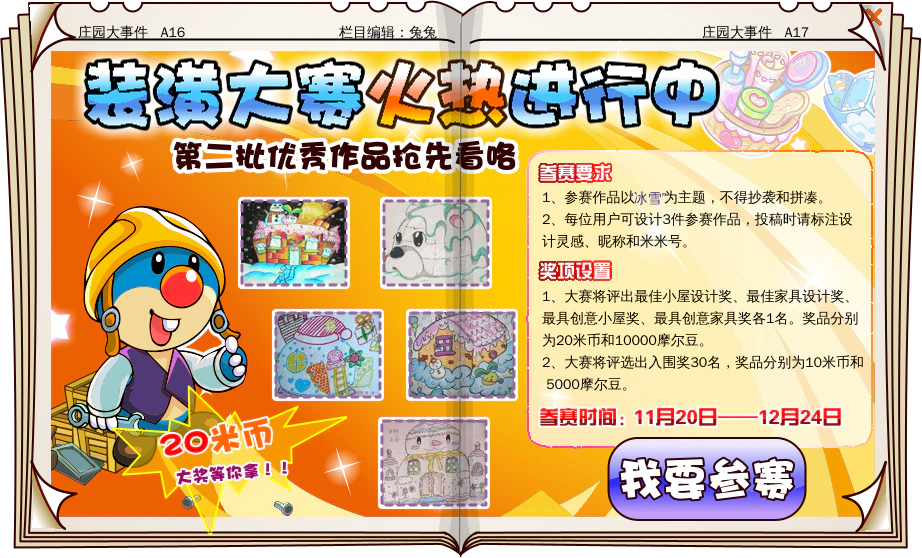 庄园大事件 A16
栏目编辑：兔兔
庄园大事件 A17
装潢大赛火热进行中
第二批优秀作品抢先看咯
参赛要求
1、参赛作品以“冰雪”为主题，不得抄袭和拼凑。
2、每位用户可设计3件参赛作品，投稿时请标注设
计灵感、昵称和米米号。
奖项设置
1、大赛将评出最佳小屋设计奖、最佳家具设计奖、
最具创意小屋奖、最具创意家具奖各1名。奖品分别
为20米币和10000摩尔豆。
2、大赛将评选出入围奖30名，奖品分别为10米币和
5000摩尔豆。
参赛时间：11月20日——12月24日
20米币
大奖等你拿！！
我要参赛